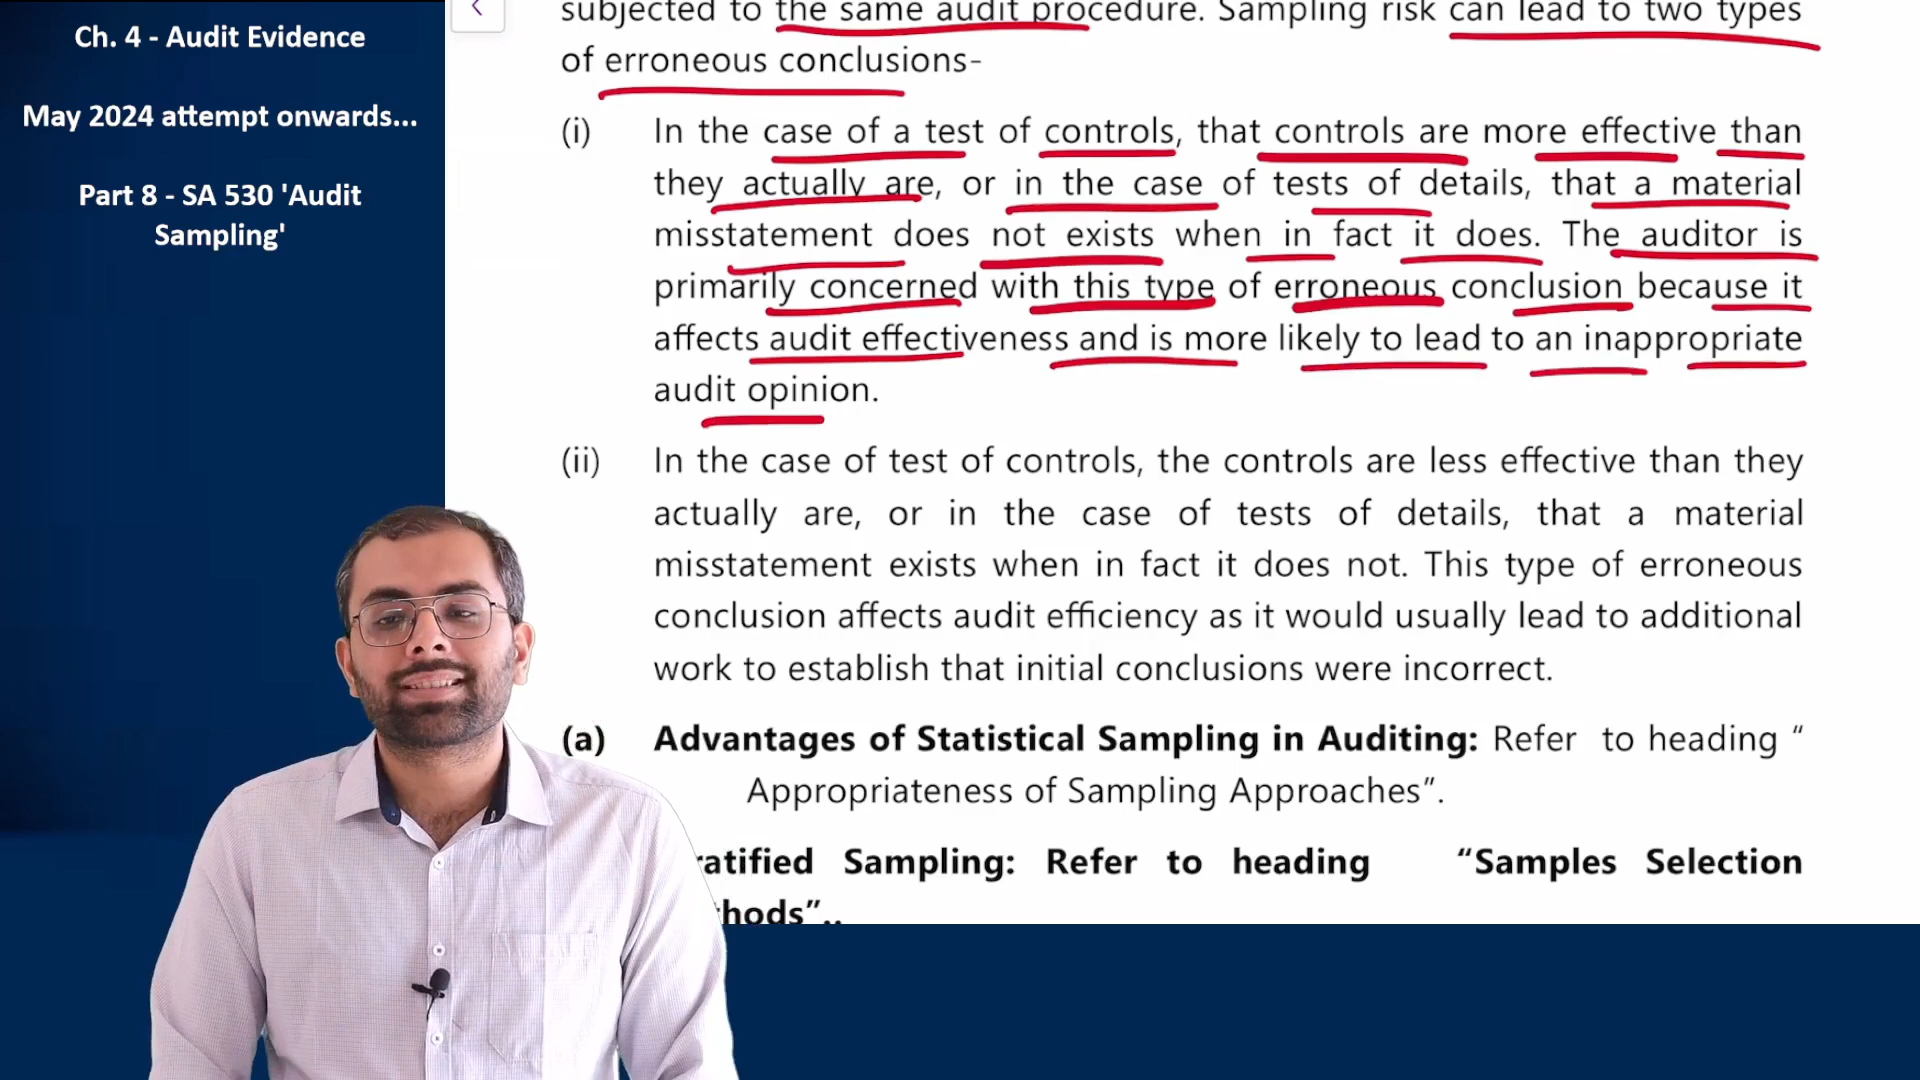 Ch. 4 - Audit Evidence
May 2024 attempt onwards...
Part 8 - SA 530 'Audit
Sampling'
subjected to the same audit procedure. Sampling risk can lead to two types
of erroneous conclusions-
(i) In the case of a test of controls, that controls are more effective than
they actually are, or in the case of tests of details, that a material
misstatement does not exists when in fact it does. The auditor is
primarily concerned with this type of erroneous conclusion because it
affects audit effectiveness and is more likely to lead to an inappropriate
audit opinion.
(ii) In the case of test of controls, the controls are less effective than they
actually are, or in the case of tests of details, that a material
misstatement exists when in fact it does not. This type of erroneous
conclusion affects audit efficiency as it would usually lead to additional
work to establish that initial conclusions were incorrect.
(a) Advantages of Statistical Sampling in Auditing: Refer to heading “
Appropriateness of Sampling Approaches”.
Sampling: Refer to heading “Samples Selection